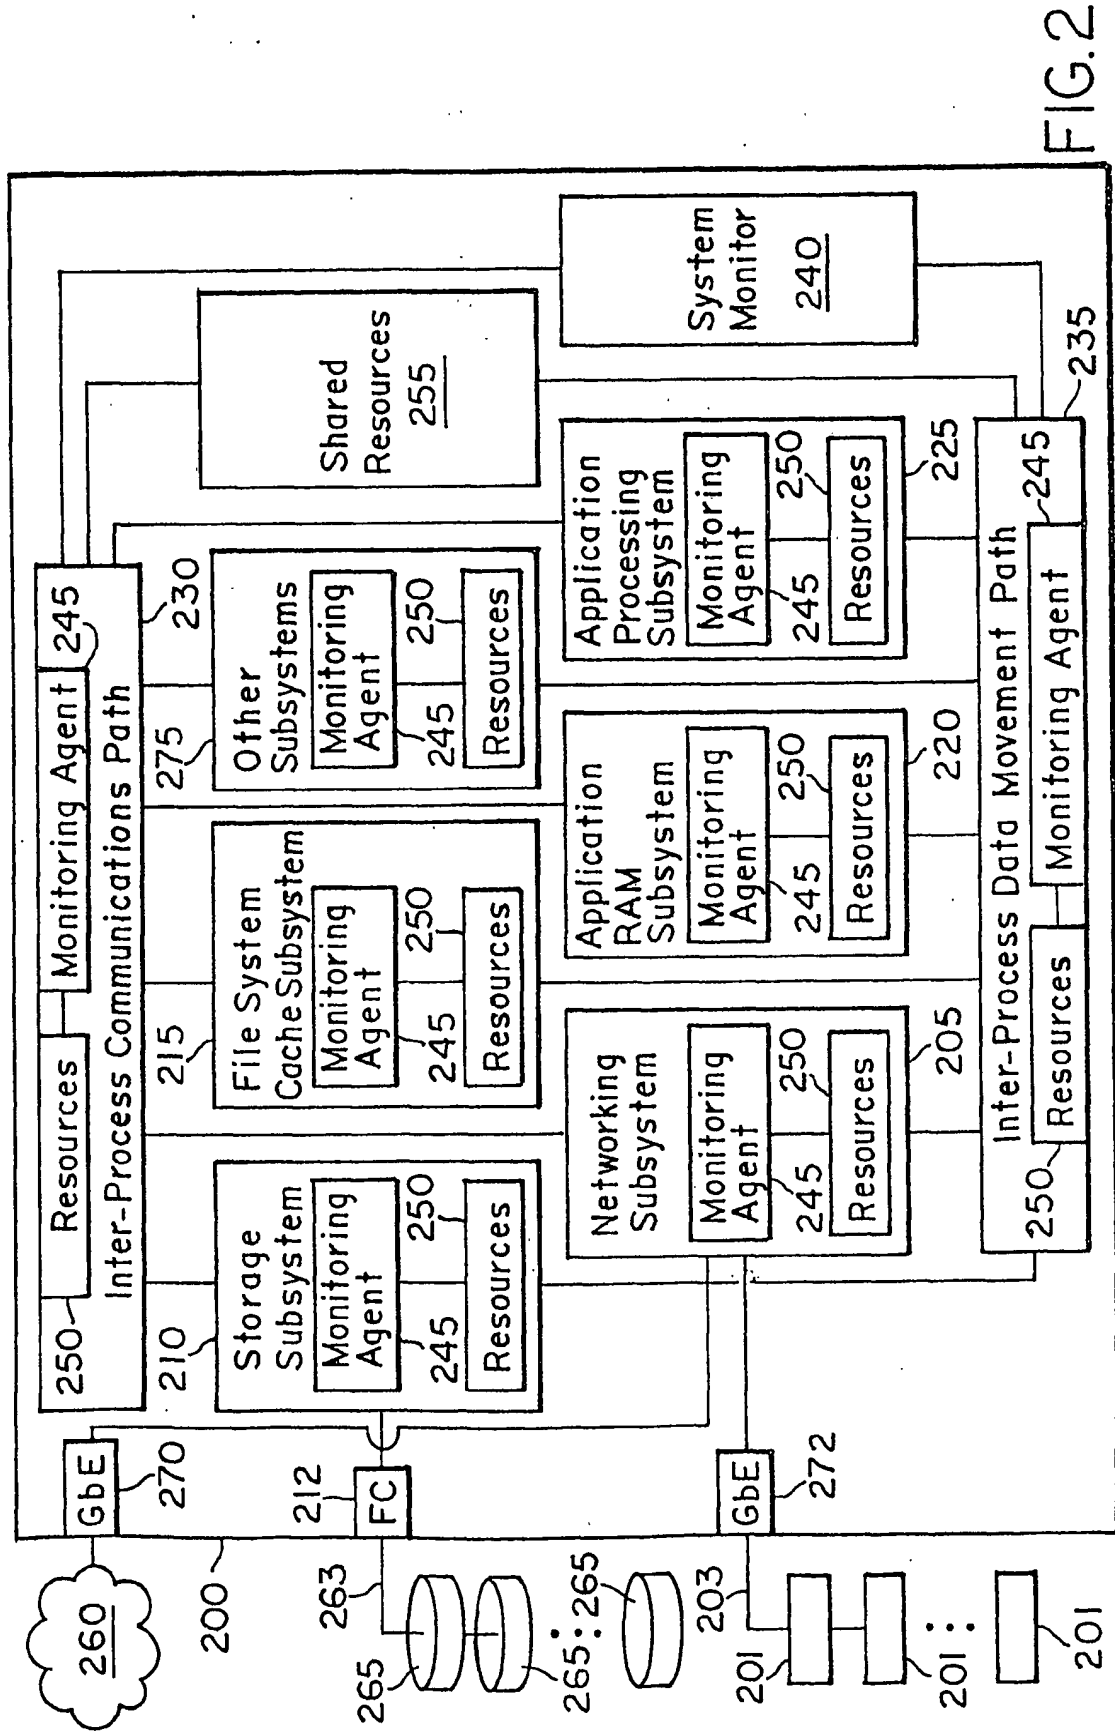 250
Resources
Monitoring Agent
245
Inter-Process Communications Path
230
GbE
270
260
200
210
Storage
Subsystem
Monitoring
Agent
245
250
Resources
215
File System
Cache Subsystem
Monitoring
Agent
245
250
Resources
275
Other
Subsystems
Monitoring
Agent
245
250
Resources
Shared
Resources
255
FC
212
263
265
265
265
Networking
Subsystem
Monitoring
Agent
245
250
Resources
205
Application
RAM
Subsystem
Monitoring
Agent
245
250
Resources
220
Application
Processing
Subsystem
Monitoring
Agent
245
250
Resources
225
System
Monitor
240
GbE
272
203
201
201
201
Inter-Process Data Movement Path
235
250
Resources
Monitoring Agent
245
FIG.2